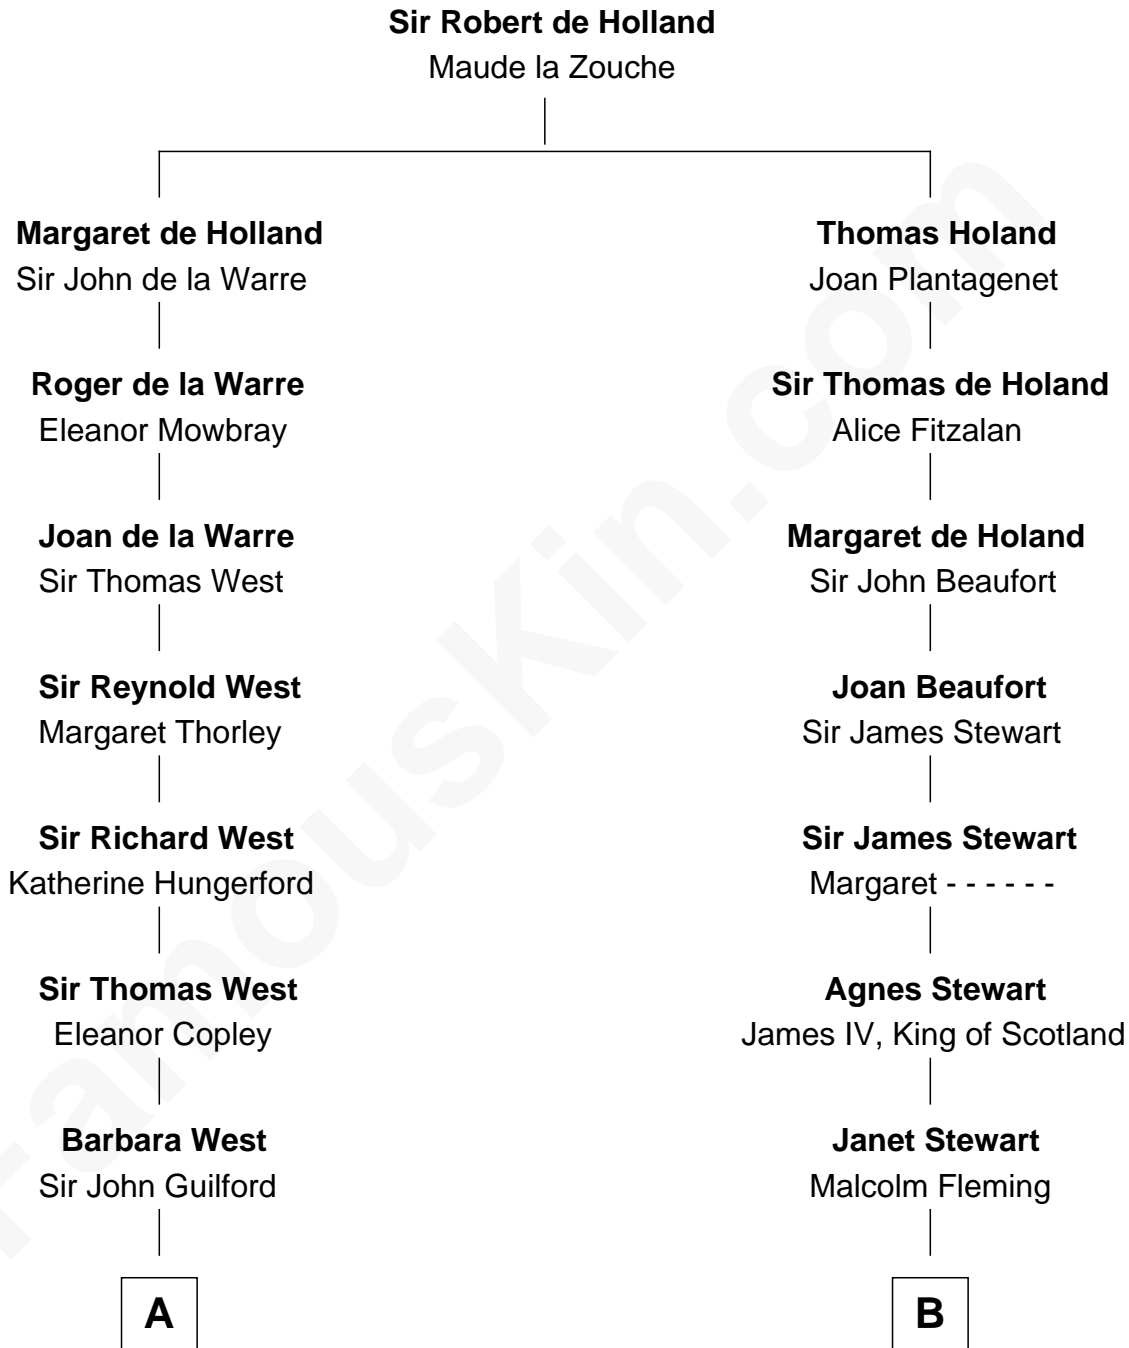 Sir Robert de Holland
Maude la Zouche
Margaret de Holland
Sir John de la Warre
Roger de la Warre
Eleanor Mowbray
Joan de la Warre
Sir Thomas West
Sir Reynold West
Margaret Thorley
Sir Richard West
Katherine Hungerford
Sir Thomas West
Eleanor Copley
Barbara West
Sir John Guilford
A
Thomas Holand
Joan Plantagenet
Sir Thomas de Holand
Alice Fitzalan
Margaret de Holand
Sir John Beaufort
Joan Beaufort
Sir James Stewart
Sir James Stewart
Margaret - - - - - -
Agnes Stewart
James IV, King of Scotland
Janet Stewart
Malcolm Fleming
B
FamousKin.com